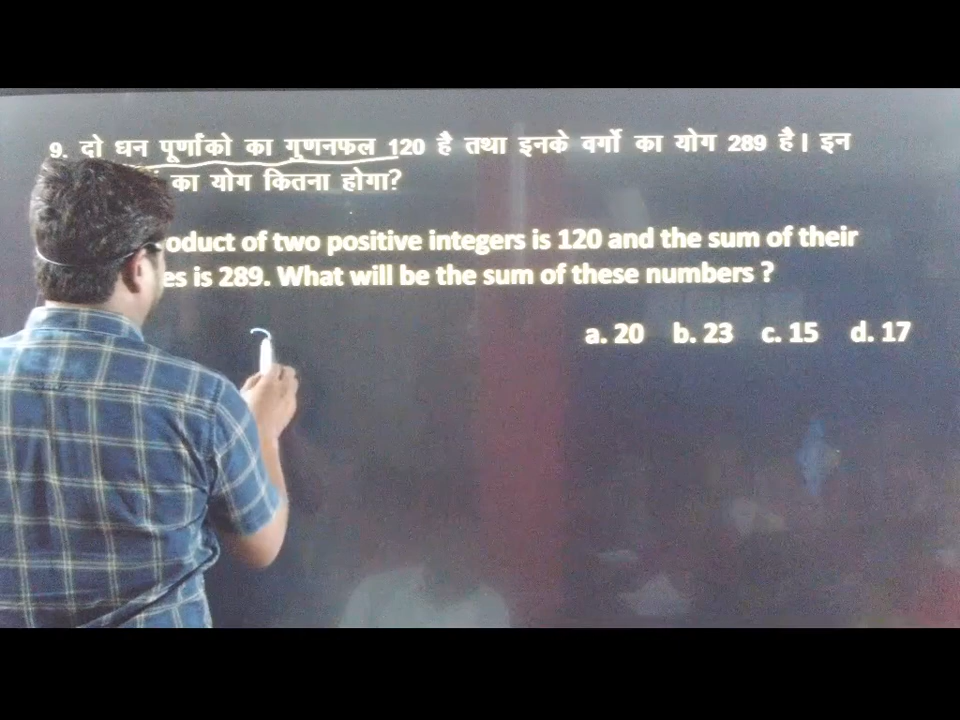 9. दो धन पूर्णांको का गुणनफल 120 है तथा इनके वर्गो का योग 289 है। इन
का योग कितना होगा?
oduct of two positive integers is 120 and the sum of their
es is 289. What will be the sum of these numbers ?
a. 20 b. 23 c. 15 d. 17